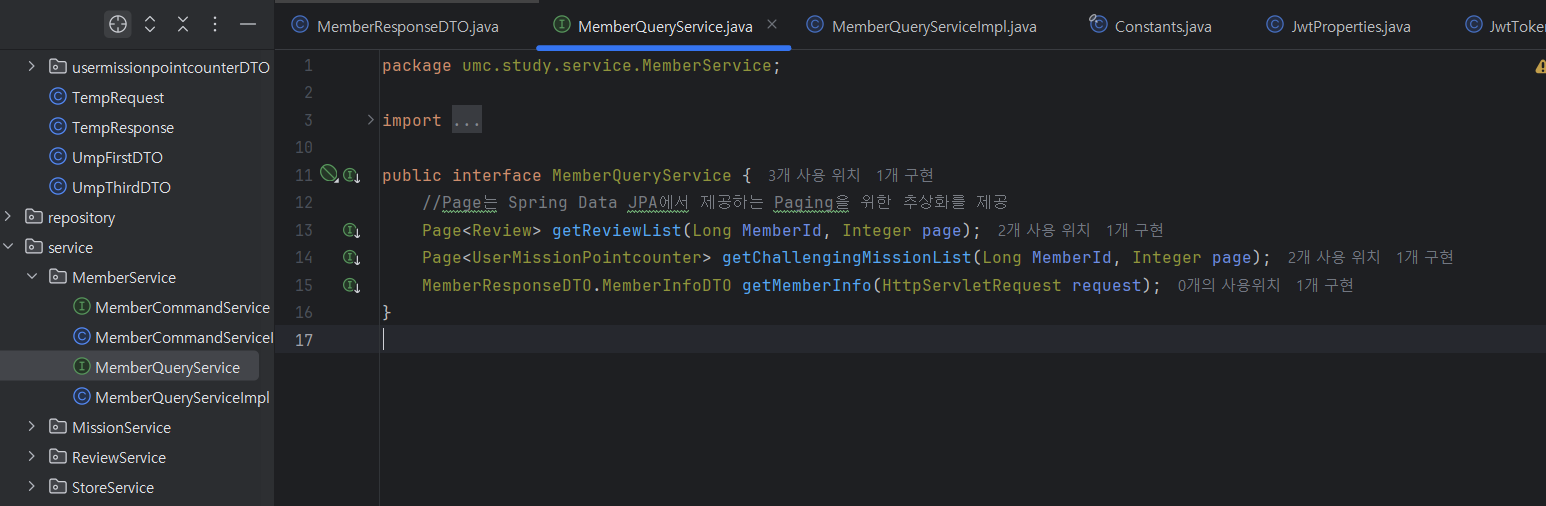 MemberResponseDTO.java MemberQueryService.java MemberQueryServiceImpl.java Constants.java JwtProperties.java JwtToke
usermissionpointcounterDTO
TempRequest
TempResponse
UmpFirstDTO
UmpThirdDTO
repository
service
MemberService
MemberCommandService
MemberCommandServiceI
MemberQueryService
MemberQueryServiceImpl
MissionService
ReviewService
StoreService
1 package umc.study.service.MemberService;
2
3 import ...
10
11 public interface MemberQueryService { 3개 사용 위치 1개 구현
12 //Page는 Spring Data JPA에서 제공하는 Paging을 위한 추상화를 제공
13 Page<Review> getReviewList(Long MemberId, Integer page); 2개 사용 위치 1개 구현
14 Page<UserMissionPointcounter> getChallengingMissionList(Long MemberId, Integer page); 2개 사용 위치 1개 구현
15 MemberResponseDTO.MemberInfoDTO getMemberInfo(HttpServletRequest request); 0개의 사용위치 1개 구현
16 }
17